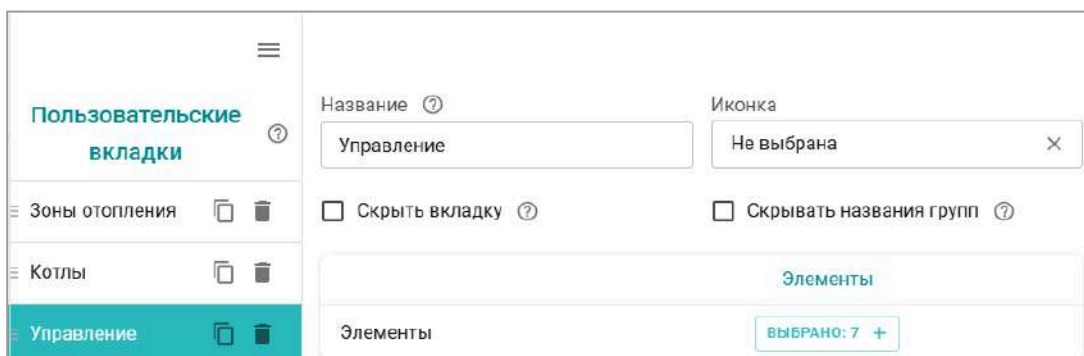 Пользовательские
вкладки
Зоны отопления
Котлы
Управление
Название
Управление
Иконка
Не выбрана
Скрыть вкладку
Скрывать названия групп
Элементы
Элементы
ВЫБРАНО: 7 +